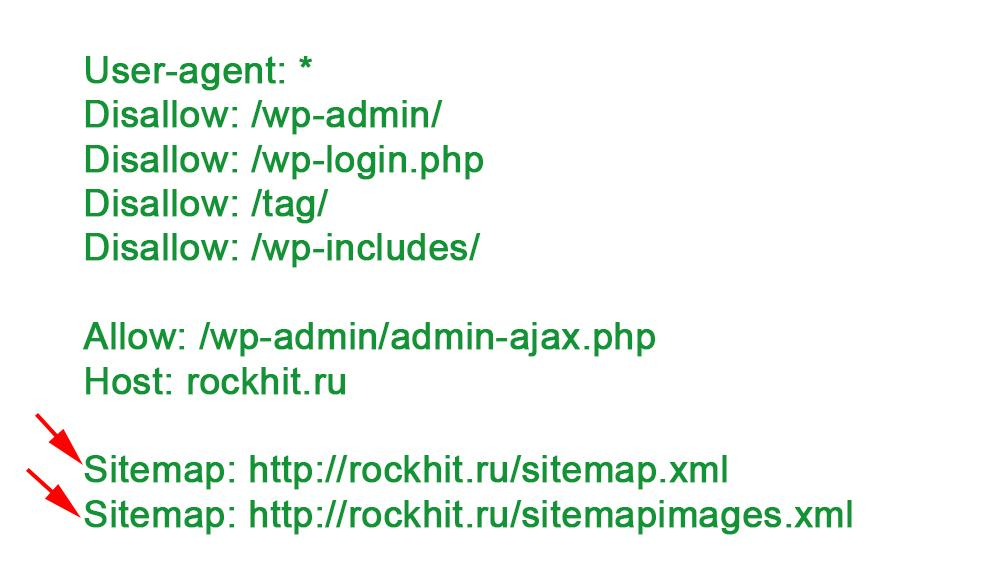 User-agent: *
Disallow: /wp-admin/
Disallow: /wp-login.php
Disallow: /tag/
Disallow: /wp-includes/
Allow: /wp-admin/admin-ajax.php
Host: rockhit.ru
Sitemap: http://rockhit.ru/sitemap.xml
Sitemap: http://rockhit.ru/sitemapimages.xml